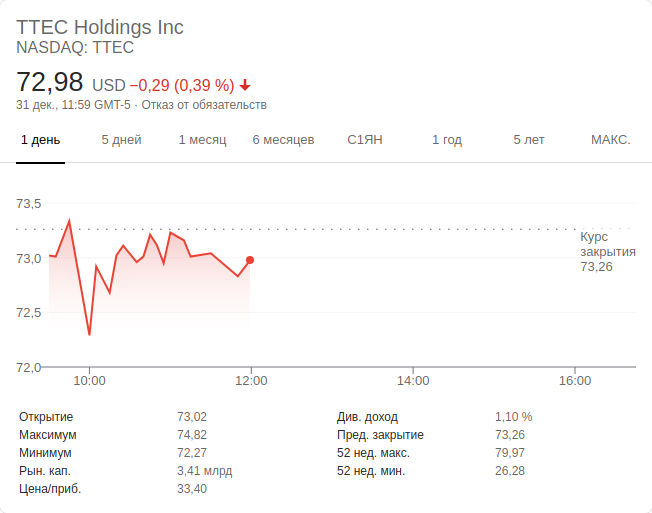 TTEC Holdings Inc
NASDAQ: TTEC
72,98 USD −0,29 (0,39 %)
31 дек., 11:59 GMT-5 · Отказ от обязательств
1 день 5 дней 1 месяц 6 месяцев С1ЯН 1 год 5 лет МАКС.
73,5
73,0
72,5
72,0
Курс
закрытия
73,26
10:00 12:00 14:00 16:00
Открытие 73,02 Див. доход 1,10 %
Максимум 74,82 Пред. закрытие 73,26
Минимум 72,27 52 нед. макс. 79,97
Рын. кап. 3,41 млрд 52 нед. мин. 26,28
Цена/приб. 33,40